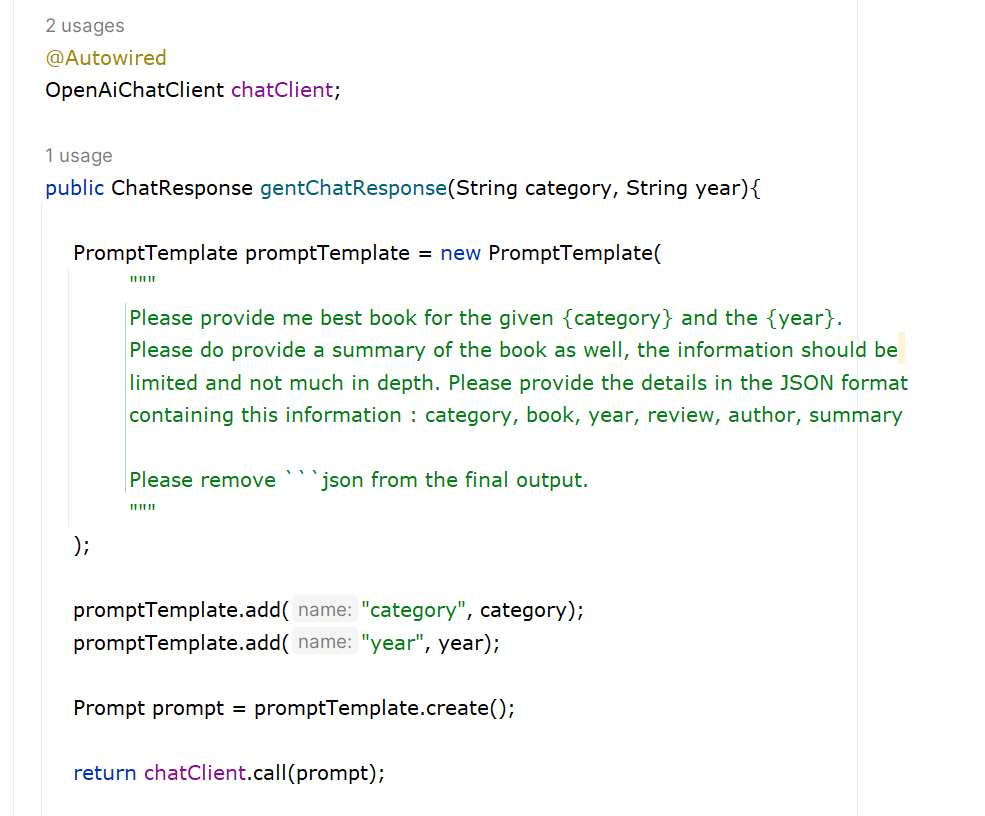 2 usages
@Autowired
OpenAiChatClient chatClient;
1 usage
public ChatResponse gentChatResponse(String category, String year){
PromptTemplate promptTemplate = new PromptTemplate(
"""
Please provide me best book for the given {category} and the {year}.
Please do provide a summary of the book as well, the information should be
limited and not much in depth. Please provide the details in the JSON format
containing this information : category, book, year, review, author, summary
Please remove ```json from the final output.
"""
);
promptTemplate.add( name: "category", category);
promptTemplate.add( name: "year", year);
Prompt prompt = promptTemplate.create();
return chatClient.call(prompt);